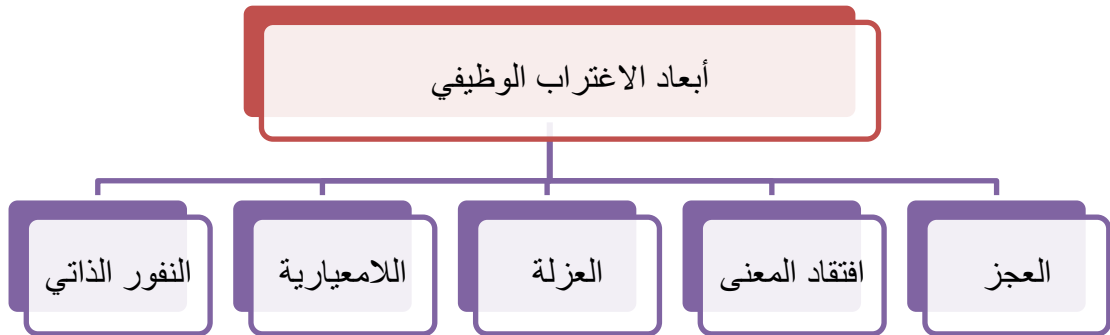 أبعاد الاغتراب الوظيفي
العجز
افتقاد المعنى
العزلة
اللامعيارية
النفور الذاتي